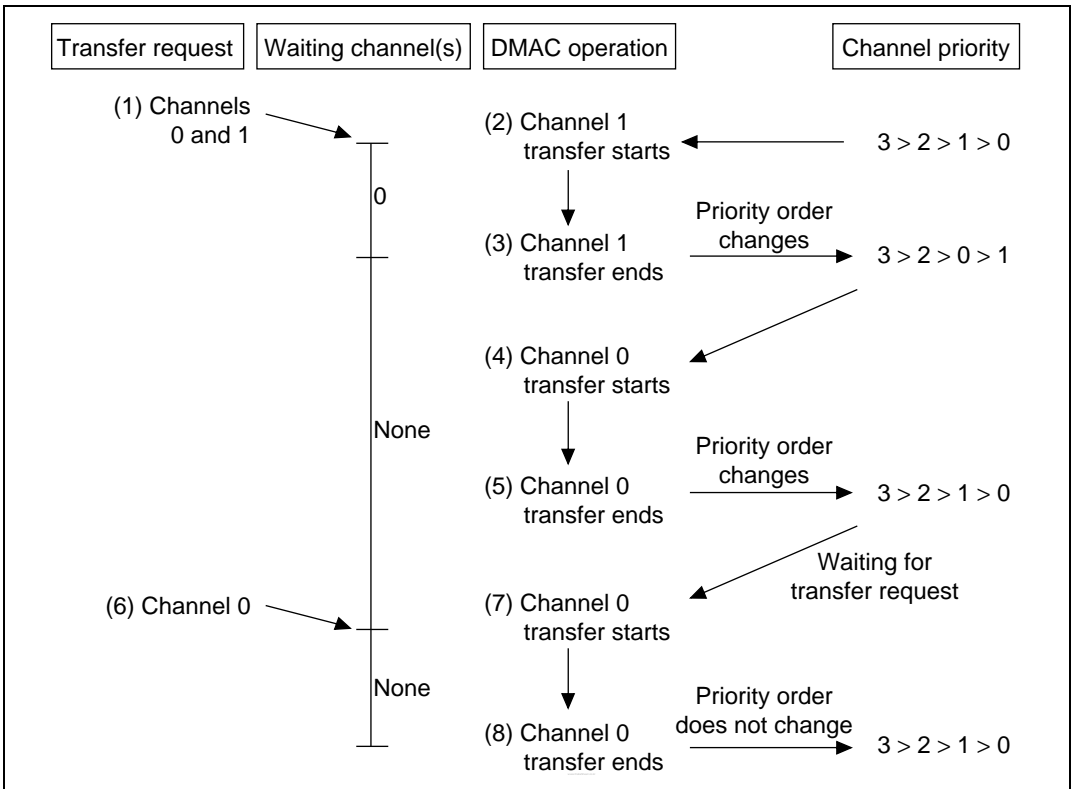 Transfer request
Waiting channel(s)
DMAC operation
Channel priority
(1) Channels
0 and 1
(2) Channel 1
transfer starts
3 > 2 > 1 > 0
0
(3) Channel 1
transfer ends
Priority order
changes
3 > 2 > 0 > 1
(4) Channel 0
transfer starts
None
(5) Channel 0
transfer ends
Priority order
changes
3 > 2 > 1 > 0
Waiting for
transfer request
(6) Channel 0
(7) Channel 0
transfer starts
None
(8) Channel 0
transfer ends
Priority order
does not change
3 > 2 > 1 > 0